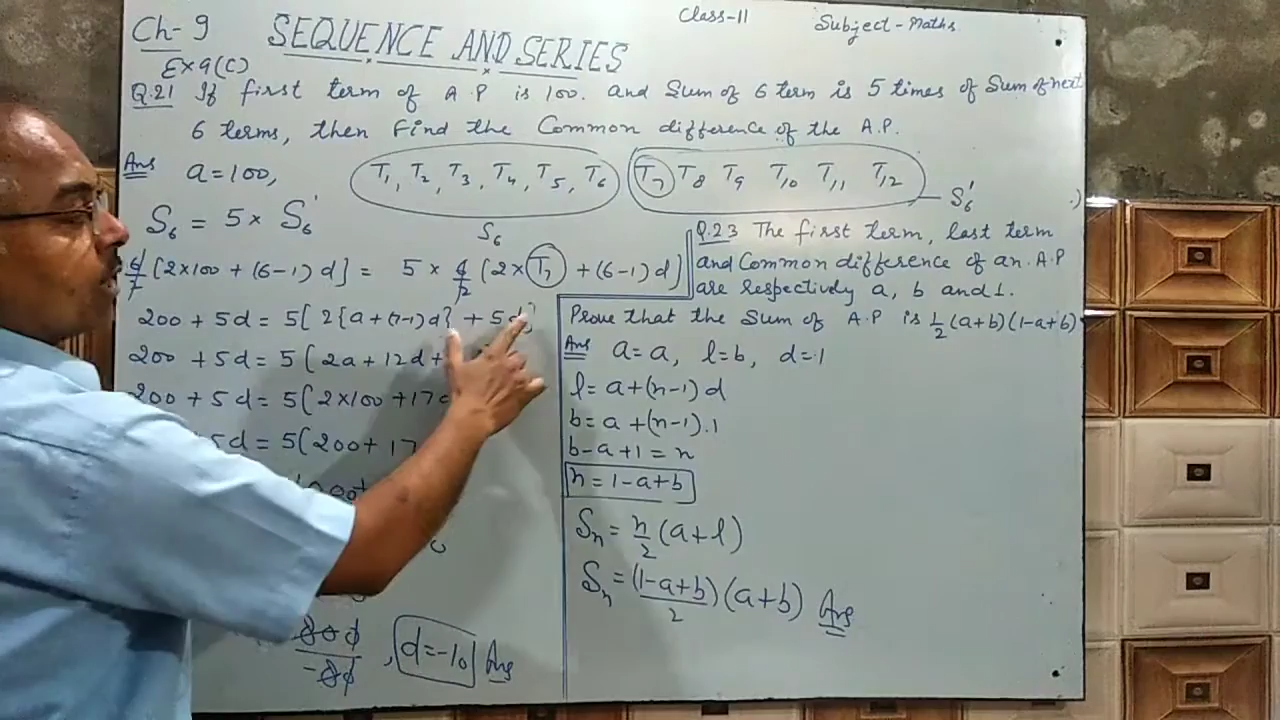 Ch-9 SEQUENCE AND SERIES Class-11 Subject-Maths
Ex 9(C)
Q.21 If first term of A.P is 100. and Sum of 6 term is 5 times of Sum of next
6 terms, then Find the Common difference of the A.P.
Ans a=100,
T1, T2, T3, T4, T5, T6 T7 T8 T9 T10 T11 T12
S6 S6'
S6 = 5× S6'
6/2 [2×100 + (6-1) d] = 5 × 6/2 [2×T7 + (6-1) d]
200 + 5d = 5[ 2{a+(7-1)d} + 5d]
200 + 5d = 5( 2a + 12d +
200 + 5d = 5( 2×100 + 17d
5d = 5(200+ 17
1000+
, d=-10 Ans
Q.23 The first term, last term
and Common difference of an A.P
are respectively a, b and 1.
Prove that the Sum of A.P is 1/2 (a+b)(1-a+b)
Ans a=a, l=b, d=1
l= a+(n-1) d
b= a +(n-1).1
b-a+1 = n
n = 1-a+b
Sn = n/2 (a+l)
Sn = (1-a+b)/2 (a+b) Ans